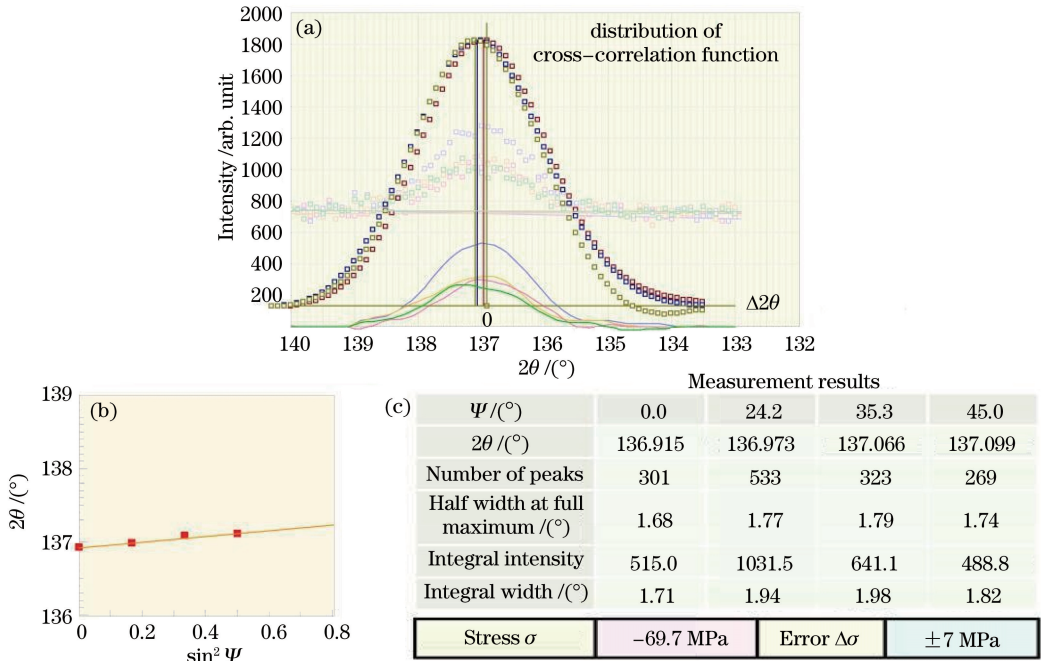 (a)
distribution of
cross-correlation function
Intensity /arb. unit
2000
1800
1600
1400
1200
1000
800
600
400
200
0
Δ2θ
140 139 138 137 136 135 134 133 132
2θ /(°)
(b)
2θ /(°)
139
138
137
136
0 0.2 0.4 0.6 0.8
sin² Ψ
(c)
Measurement results
Ψ /(°) 0.0 24.2 35.3 45.0
2θ /(°) 136.915 136.973 137.066 137.099
Number of peaks 301 533 323 269
Half width at full
maximum /(°) 1.68 1.77 1.79 1.74
Integral intensity 515.0 1031.5 641.1 488.8
Integral width /(°) 1.71 1.94 1.98 1.82
Stress σ −69.7 MPa Error Δσ ±7 MPa